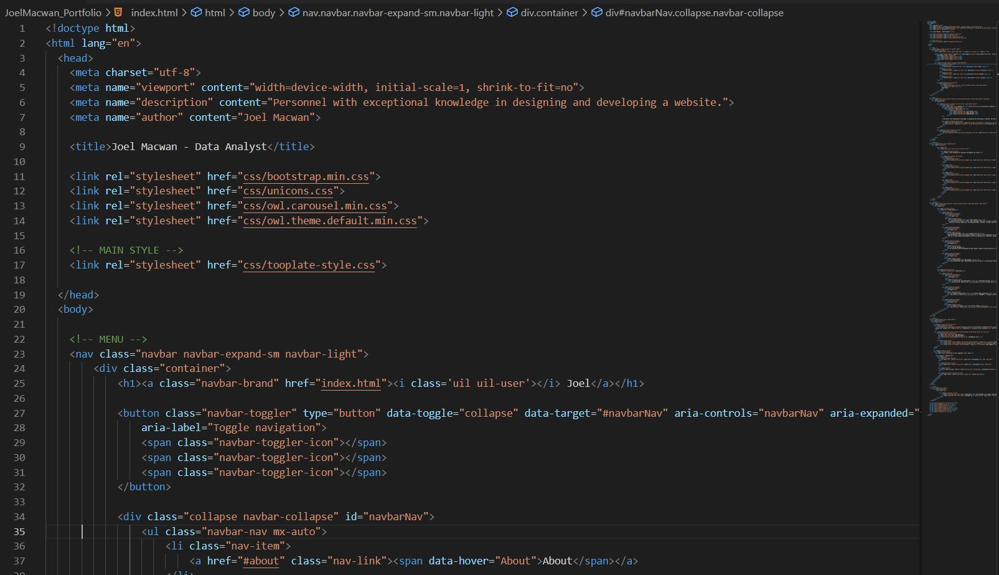 JoelMacwan_Portfolio > index.html > html > body > nav.navbar.navbar-expand-sm.navbar-light > div.container > div#navbarNav.collapse.navbar-collapse
1 <!doctype html>
2 <html lang="en">
3 <head>
4 <meta charset="utf-8">
5 <meta name="viewport" content="width=device-width, initial-scale=1, shrink-to-fit=no">
6 <meta name="description" content="Personnel with exceptional knowledge in designing and developing a website.">
7 <meta name="author" content="Joel Macwan">
8
9 <title>Joel Macwan - Data Analyst</title>
10
11 <link rel="stylesheet" href="css/bootstrap.min.css">
12 <link rel="stylesheet" href="css/unicons.css">
13 <link rel="stylesheet" href="css/owl.carousel.min.css">
14 <link rel="stylesheet" href="css/owl.theme.default.min.css">
15
16 <!-- MAIN STYLE -->
17 <link rel="stylesheet" href="css/tooplate-style.css">
18
19 </head>
20 <body>
21
22 <!-- MENU -->
23 <nav class="navbar navbar-expand-sm navbar-light">
24 <div class="container">
25 <h1><a class="navbar-brand" href="index.html"><i class='uil uil-user'></i> Joel</a></h1>
26
27 <button class="navbar-toggler" type="button" data-toggle="collapse" data-target="#navbarNav" aria-controls="navbarNav" aria-expanded="
28 aria-label="Toggle navigation">
29 <span class="navbar-toggler-icon"></span>
30 <span class="navbar-toggler-icon"></span>
31 <span class="navbar-toggler-icon"></span>
32 </button>
33
34 <div class="collapse navbar-collapse" id="navbarNav">
35 <ul class="navbar-nav mx-auto">
36 <li class="nav-item">
37 <a href="#about" class="nav-link"><span data-hover="About">About</span></a>
38 </li>